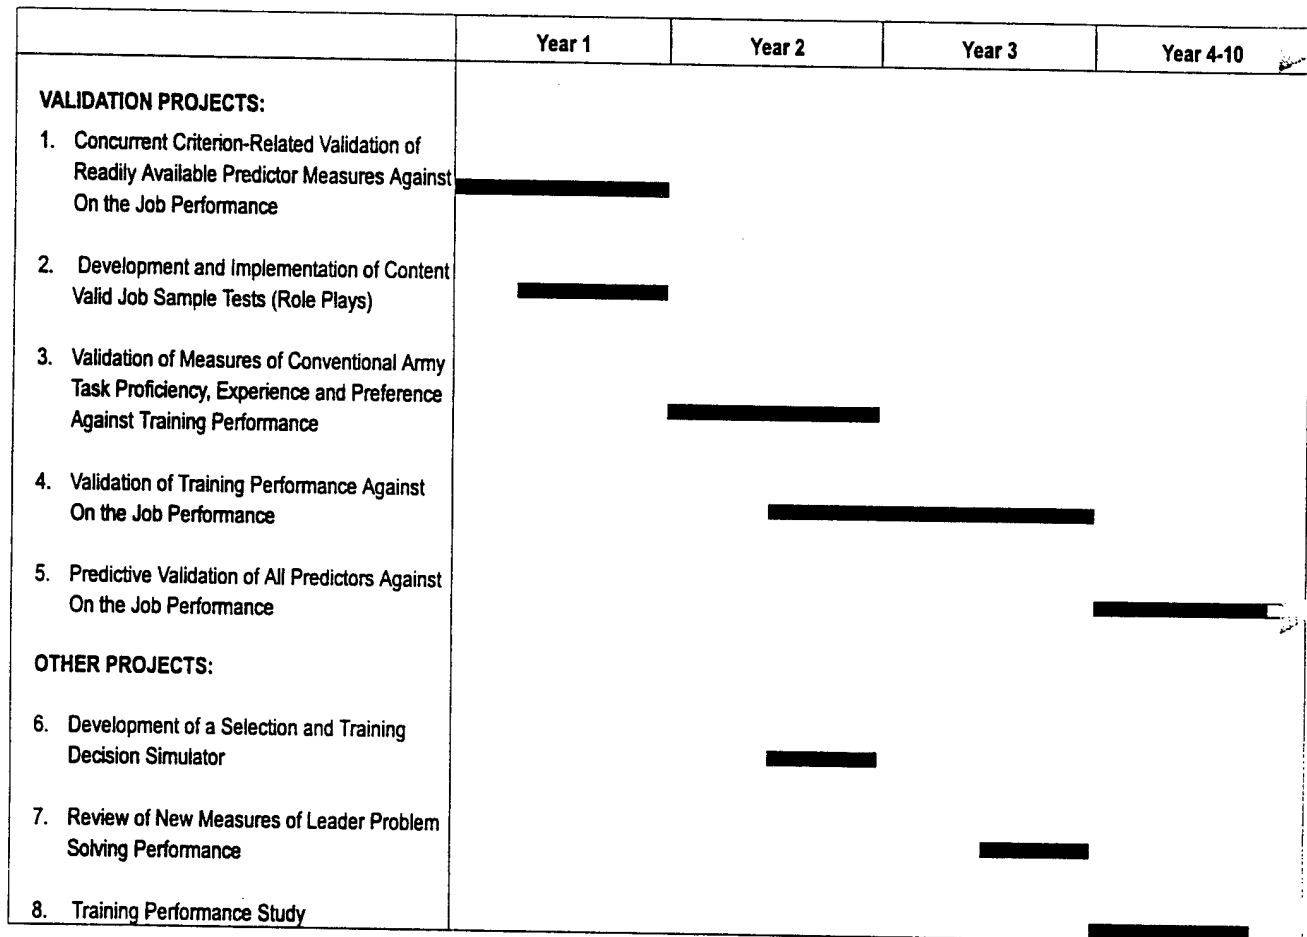 Year 1 Year 2 Year 3 Year 4-10
VALIDATION PROJECTS:
1. Concurrent Criterion-Related Validation of
Readily Available Predictor Measures Against
On the Job Performance
2. Development and Implementation of Content
Valid Job Sample Tests (Role Plays)
3. Validation of Measures of Conventional Army
Task Proficiency, Experience and Preference
Against Training Performance
4. Validation of Training Performance Against
On the Job Performance
5. Predictive Validation of All Predictors Against
On the Job Performance
OTHER PROJECTS:
6. Development of a Selection and Training
Decision Simulator
7. Review of New Measures of Leader Problem
Solving Performance
8. Training Performance Study